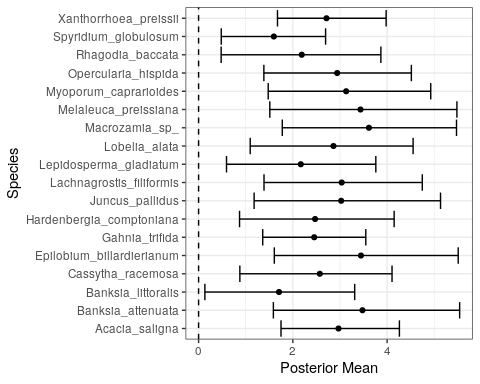 Xanthorrhoea_preissii
Spyridium_globulosum
Rhagodia_baccata
Opercularia_hispida
Myoporum_caprarioides
Melaleuca_preissiana
Macrozamia_sp_
Lobelia_alata
Lepidosperma_gladiatum
Lachnagrostis_filiformis
Juncus_pallidus
Hardenbergia_comptoniana
Gahnia_trifida
Epilobium_billardierianum
Cassytha_racemosa
Banksia_littoralis
Banksia_attenuata
Acacia_saligna
Species
0 2 4
Posterior Mean